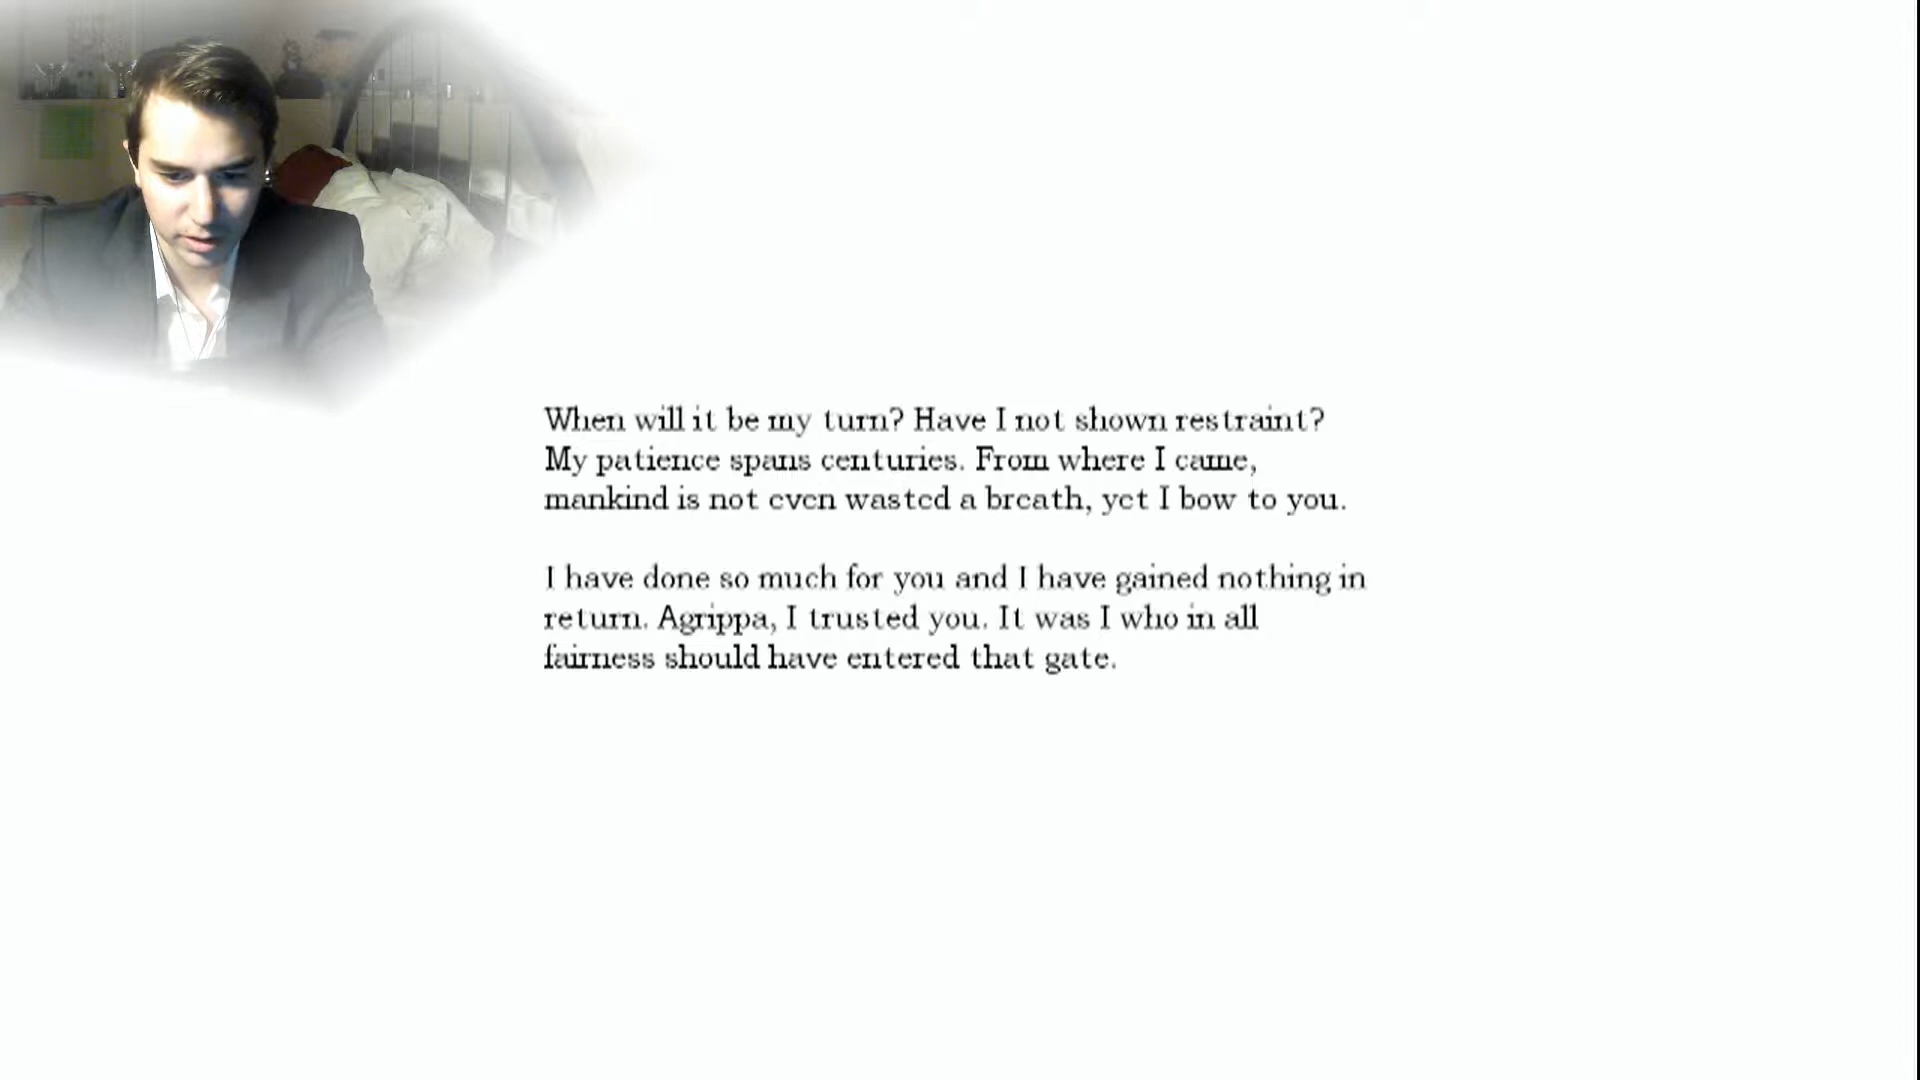 When will it be my turn? Have I not shown restraint?
My patience spans centuries. From where I came,
mankind is not even wasted a breath, yet I bow to you.
I have done so much for you and I have gained nothing in
return. Agrippa, I trusted you. It was I who in all
fairness should have entered that gate.